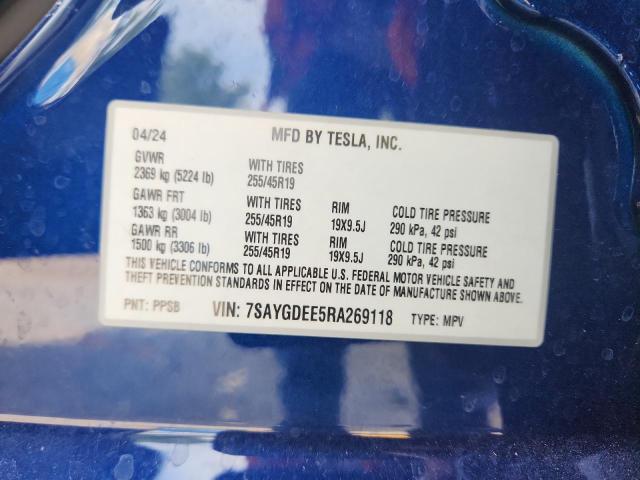 04/24 MFD BY TESLA, INC.
GVWR WITH TIRES
2369 kg (5224 lb) 255/45R19
GAWR FRT WITH TIRES RIM COLD TIRE PRESSURE
1363 kg (3004 lb) 255/45R19 19X9.5J 290 kPa, 42 psi
GAWR RR WITH TIRES RIM COLD TIRE PRESSURE
1500 kg (3306 lb) 255/45R19 19X9.5J 290 kPa, 42 psi
THIS VEHICLE CONFORMS TO ALL APPLICABLE U.S. FEDERAL MOTOR VEHICLE SAFETY AND
THEFT PREVENTION STANDARDS IN EFFECT ON THE DATE OF MANUFACTURE SHOWN ABOVE.
PNT: PPSB VIN: 7SAYGDEE5RA269118 TYPE: MPV